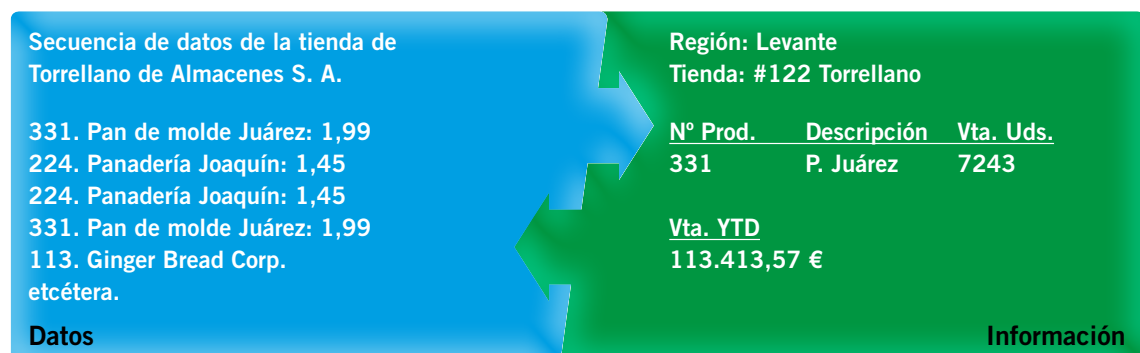 Secuencia de datos de la tienda de
Torrellano de Almacenes S. A.
331. Pan de molde Juárez: 1,99
224. Panadería Joaquín: 1,45
224. Panadería Joaquín: 1,45
331. Pan de molde Juárez: 1,99
113. Ginger Bread Corp.
etcétera.
Datos
Región: Levante
Tienda: #122 Torrellano
Nº Prod. Descripción Vta. Uds.
331 P. Juárez 7243
Vta. YTD
113.413,57 €
Información